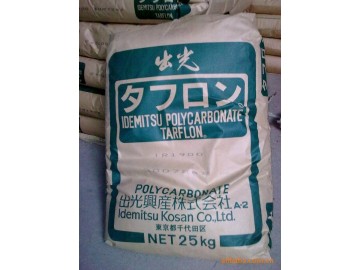 出光
タフロン
IDEMITSU POLYCARBONATE
TARFLON.
POLYCARBONATE
出光興産株式会社 A-2
Idemitsu Kosan Co.,Ltd.
東京都千代田区
NET 25kg